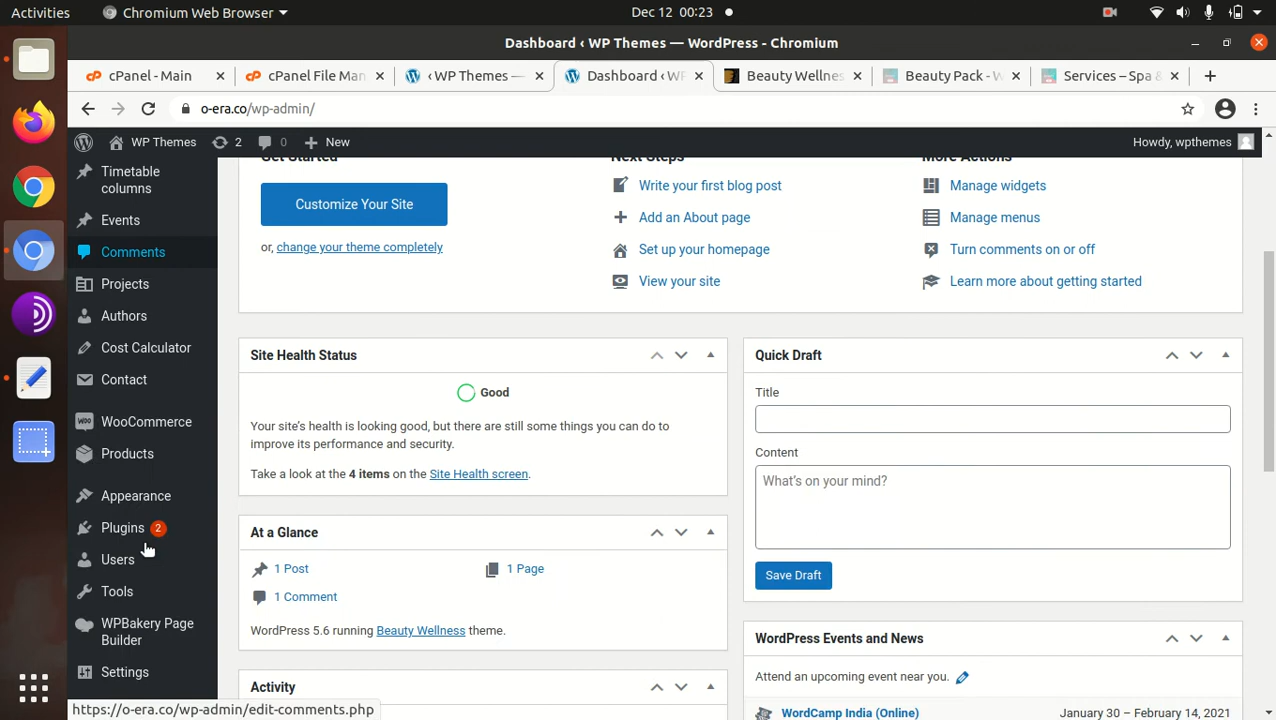 Activities
Chromium Web Browser
Dec 12 00:23
Dashboard ‹ WP Themes — WordPress - Chromium
cPanel - Main
cPanel File Man
‹ WP Themes —
Dashboard ‹ WP
Beauty Wellnes
Beauty Pack - W
Services – Spa &
o-era.co/wp-admin/
WP Themes
2
0
New
Howdy, wpthemes
Timetable
columns
Events
Comments
Projects
Authors
Cost Calculator
Contact
WooCommerce
Products
Appearance
Plugins 2
Users
Tools
WPBakery Page
Builder
Settings
Get Started
Customize Your Site
or, change your theme completely
Next Steps
Write your first blog post
Add an About page
Set up your homepage
View your site
More Actions
Manage widgets
Manage menus
Turn comments on or off
Learn more about getting started
Site Health Status
Good
Your site’s health is looking good, but there are still some things you can do to
improve its performance and security.
Take a look at the 4 items on the Site Health screen.
At a Glance
1 Post
1 Page
1 Comment
WordPress 5.6 running Beauty Wellness theme.
Activity
Quick Draft
Title
Content
What’s on your mind?
Save Draft
WordPress Events and News
Attend an upcoming event near you.
WordCamp India (Online)
January 30 – February 14, 2021
https://o-era.co/wp-admin/edit-comments.php